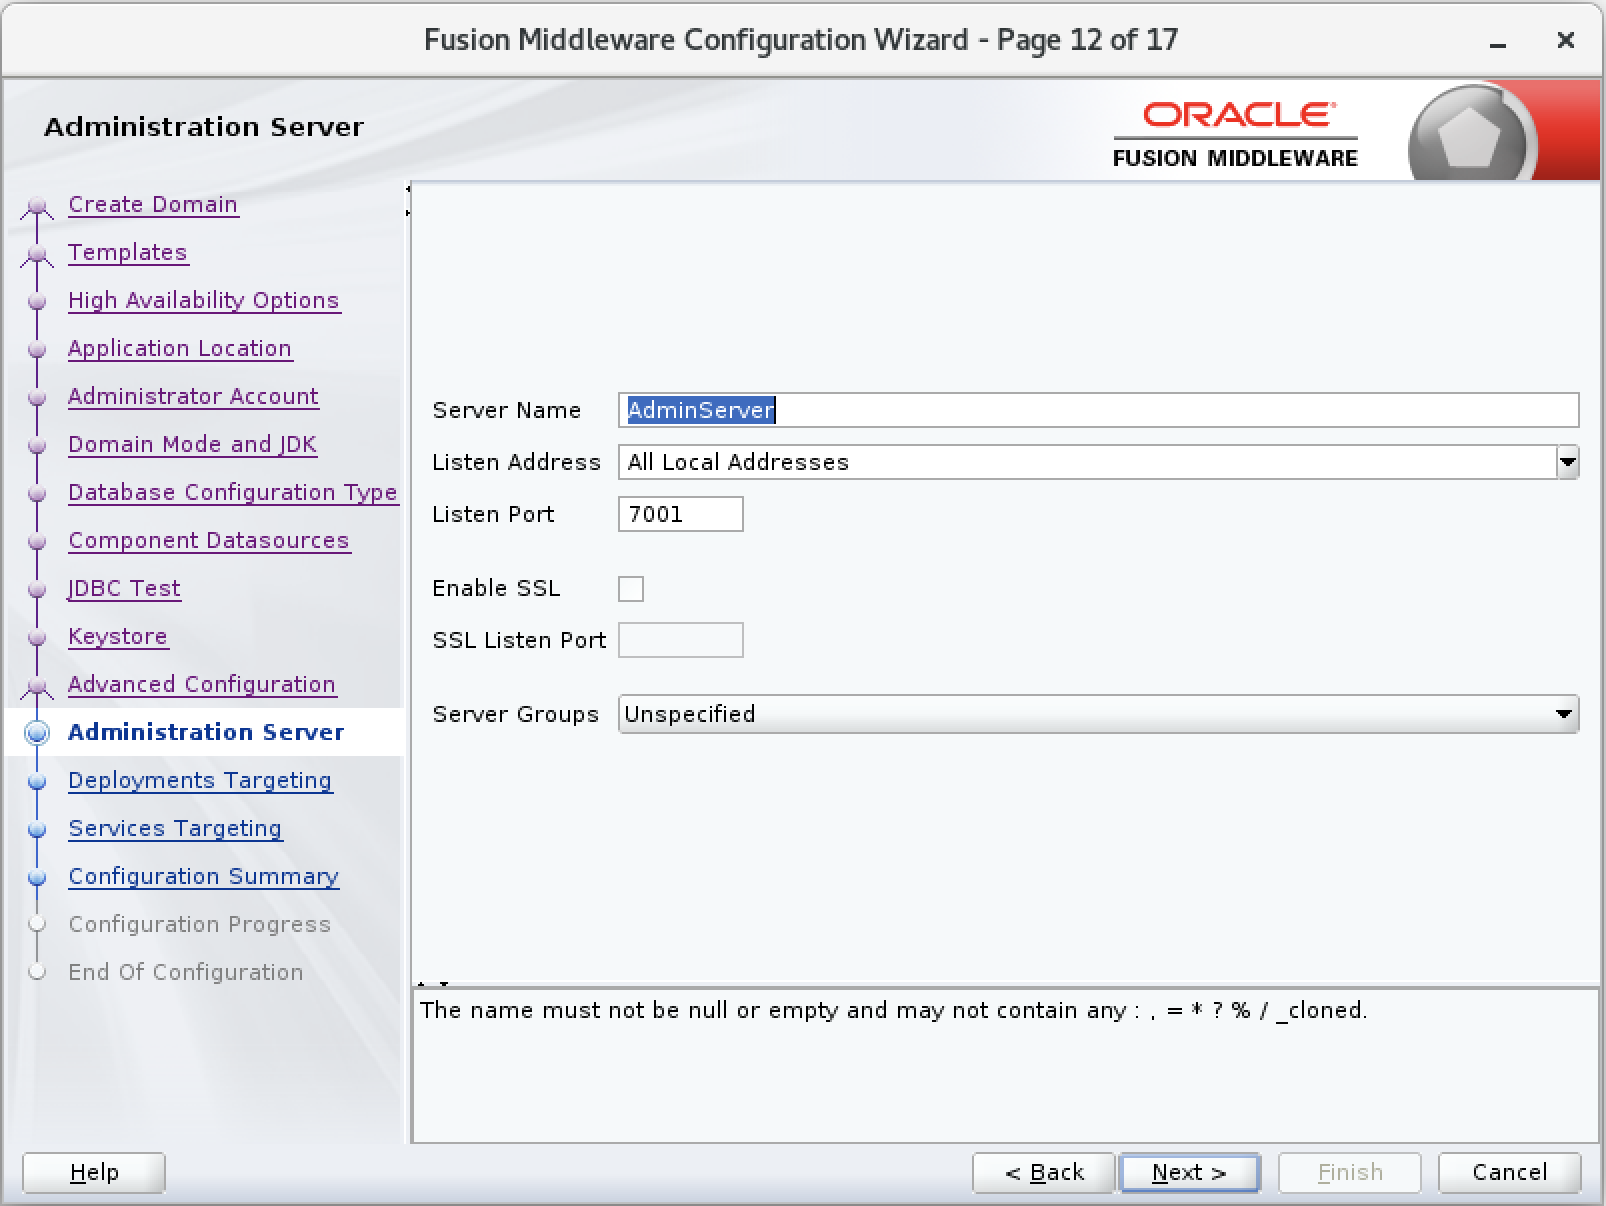 Fusion Middleware Configuration Wizard - Page 12 of 17
Administration Server
ORACLE
FUSION MIDDLEWARE
Create Domain
Templates
High Availability Options
Application Location
Administrator Account
Domain Mode and JDK
Database Configuration Type
Component Datasources
JDBC Test
Keystore
Advanced Configuration
Administration Server
Deployments Targeting
Services Targeting
Configuration Summary
Configuration Progress
End Of Configuration
Server Name AdminServer
Listen Address All Local Addresses
Listen Port 7001
Enable SSL
SSL Listen Port
Server Groups Unspecified
The name must not be null or empty and may not contain any : , = * ? % / _cloned.
Help < Back Next > Finish Cancel